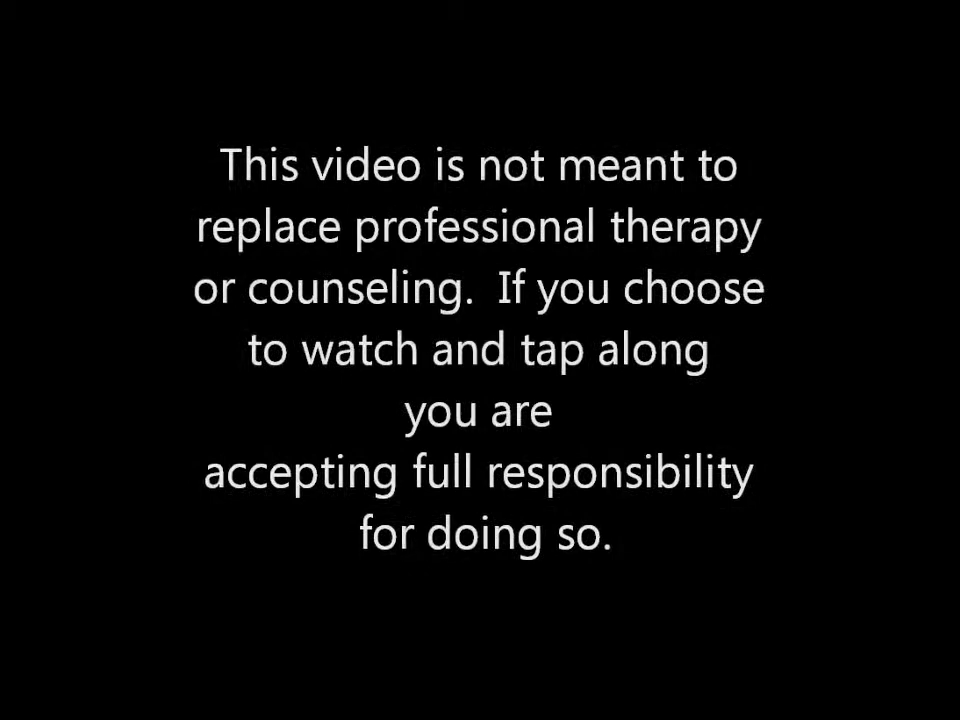 This video is not meant to
replace professional therapy
or counseling.  If you choose
to watch and tap along
you are
accepting full responsibility
for doing so.